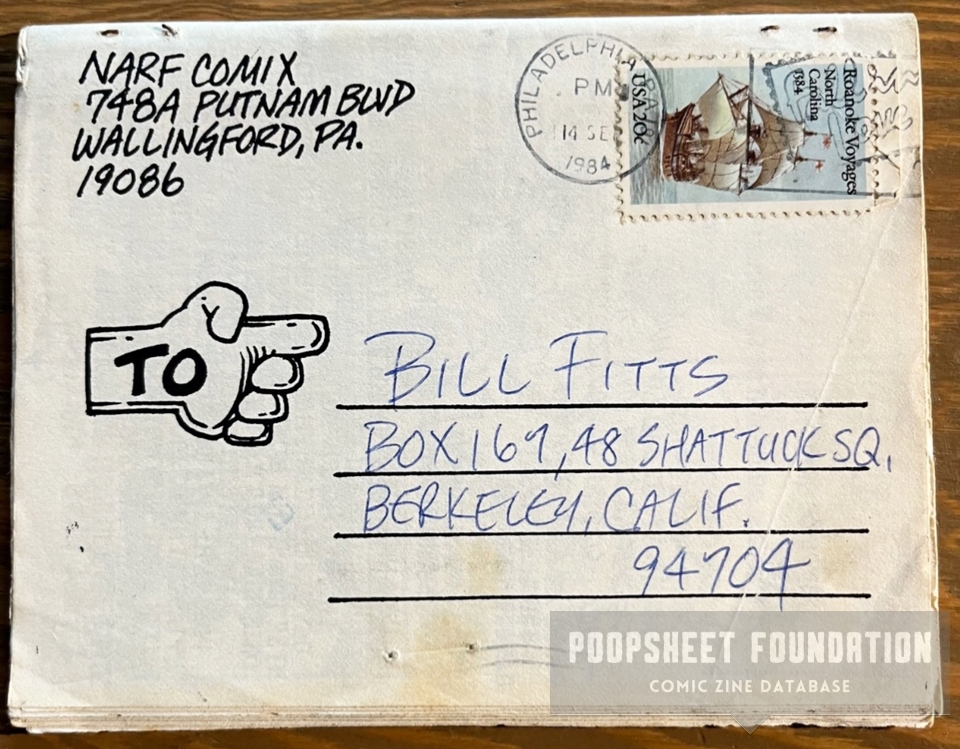 NARF COMIX
748A PUTNAM BLVD
WALLINGFORD, PA.
19086
PHILADELPHIA
PM
14 SE
1984
USA 20c
Roanoke Voyages
North
Carolina
1584
TO
BILL FITTS
BOX 169, 48 SHATTUCK SQ.
BERKELEY, CALIF.
94704
POOPSHEET FOUNDATION
COMIC ZINE DATABASE